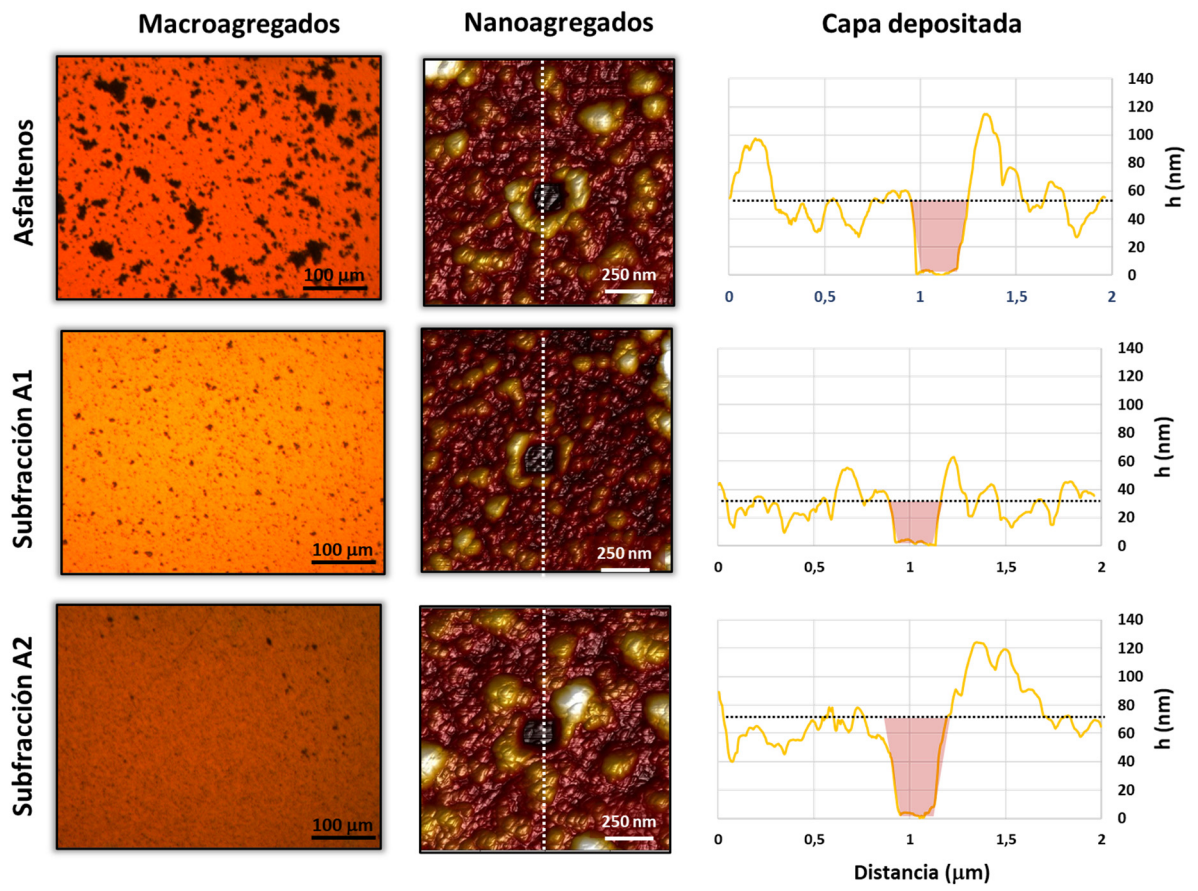 Macroagregados
Nanoagregados
Capa depositada
Asfaltenos
100 µm
250 nm
140
120
100
80
60
40
20
0
h (nm)
0
0,5
1
1,5
2
Subfracción A1
100 µm
250 nm
140
120
100
80
60
40
20
0
h (nm)
0
0,5
1
1,5
2
Subfracción A2
100 µm
250 nm
140
120
100
80
60
40
20
0
h (nm)
0
0,5
1
1,5
2
Distancia (µm)